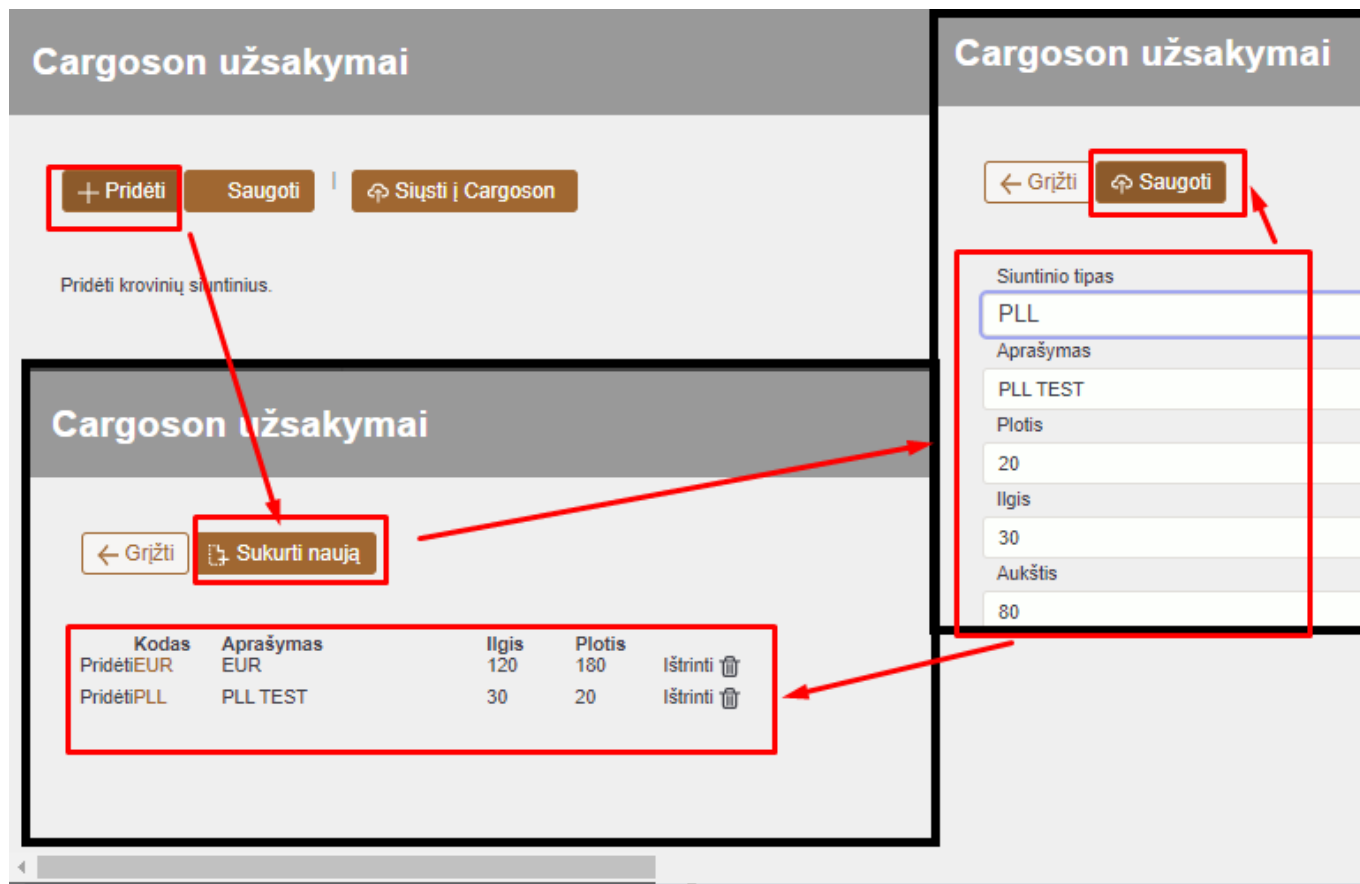 Cargoson užsakymai
+ Pridėti Saugoti | Siųsti į Cargoson
Pridėti krovinių siuntinius.
Cargoson užsakymai
← Grįžti Sukurti naują
Kodas Aprašymas Ilgis Plotis
PridėtiEUR EUR 120 180 Ištrinti
PridėtiPLL PLL TEST 30 20 Ištrinti
Cargoson užsakymai
← Grįžti Saugoti
Siuntinio tipas
PLL
Aprašymas
PLL TEST
Plotis
20
Ilgis
30
Aukštis
80